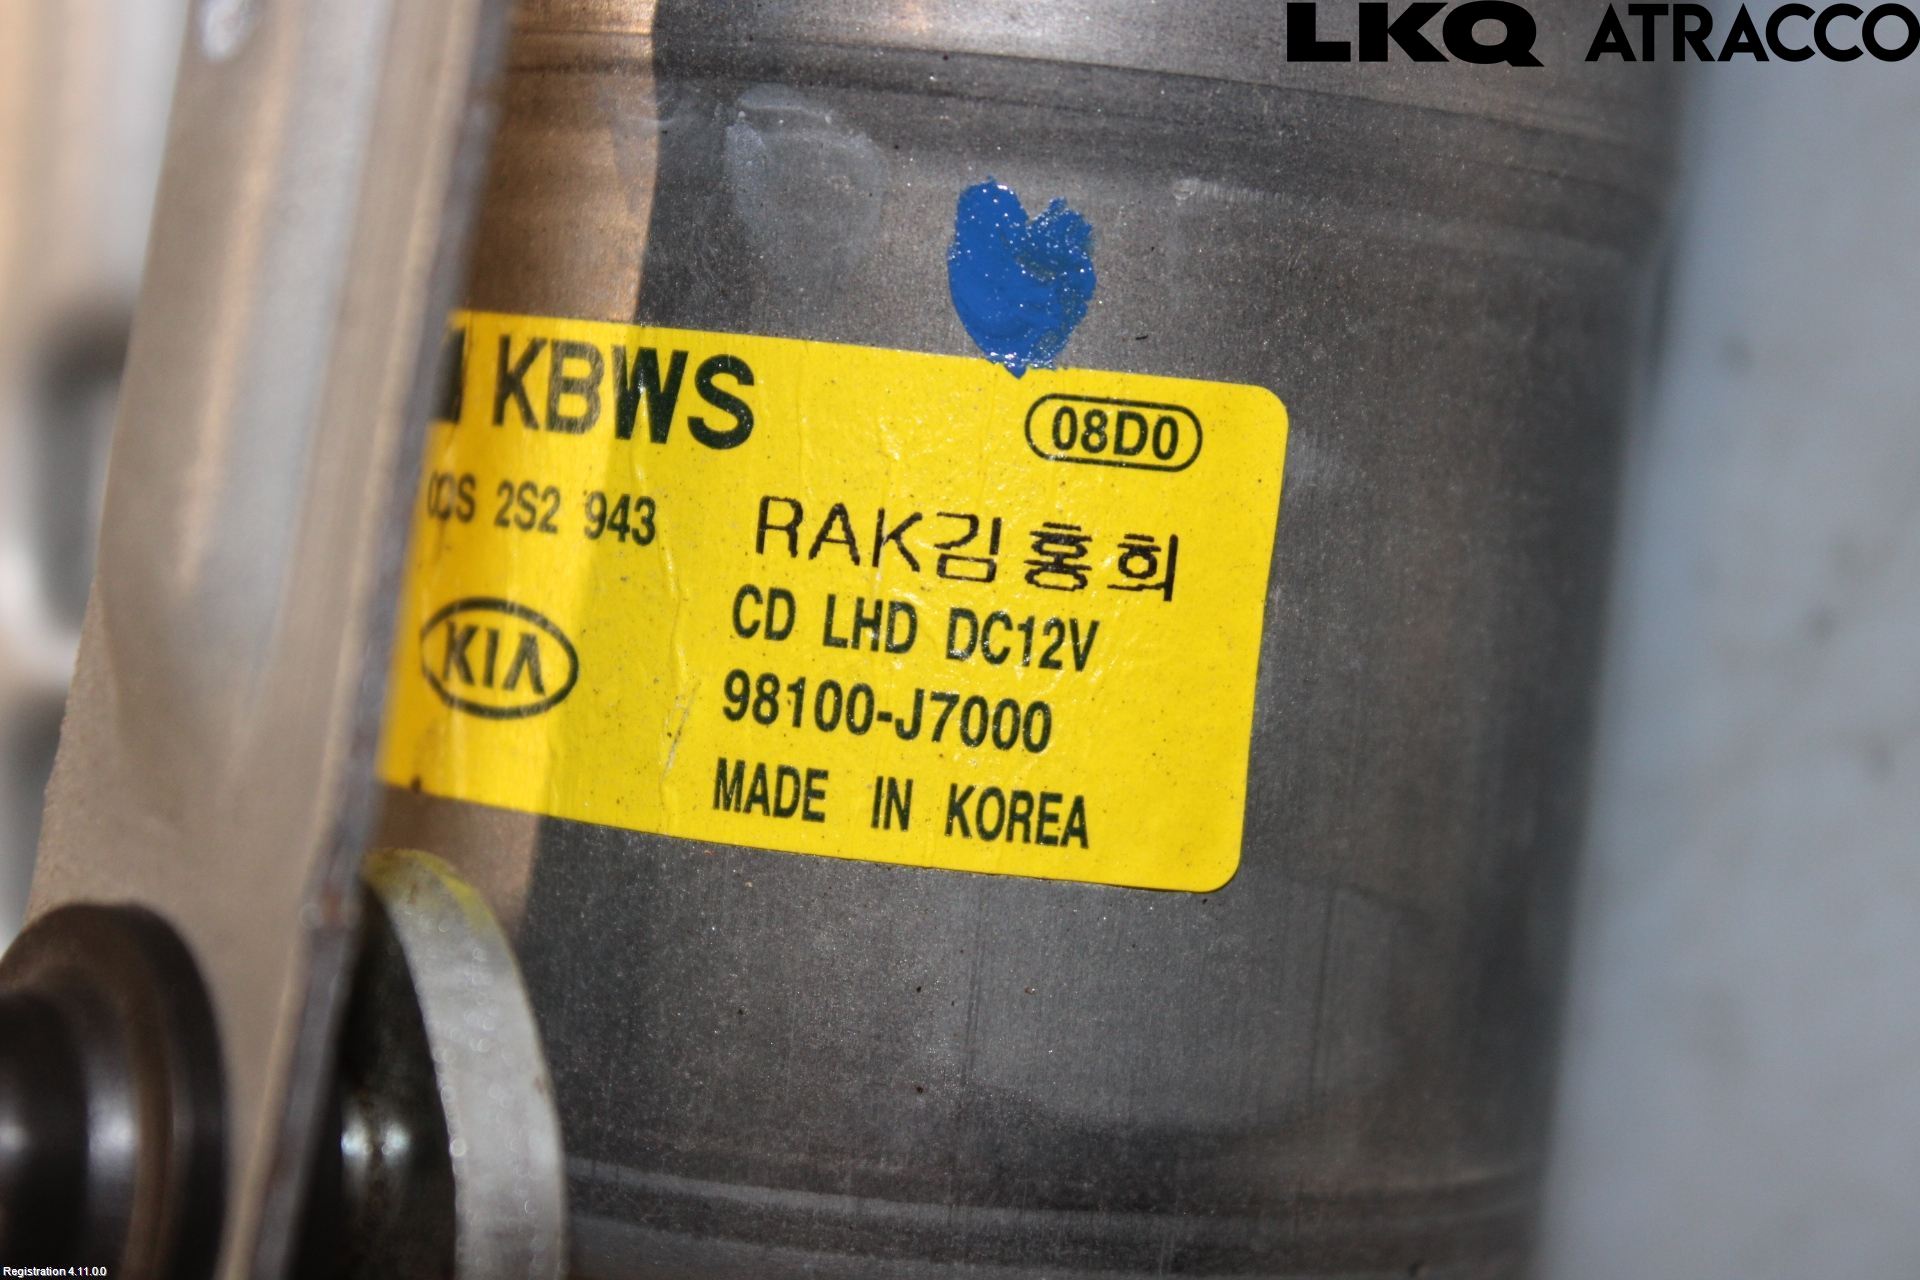 LKQ ATRACCO
KBWS
08D0
2S2 943
RAK김홍희
KIA
CD LHD DC12V
98100-J7000
MADE IN KOREA
Registration 4.11.0.0